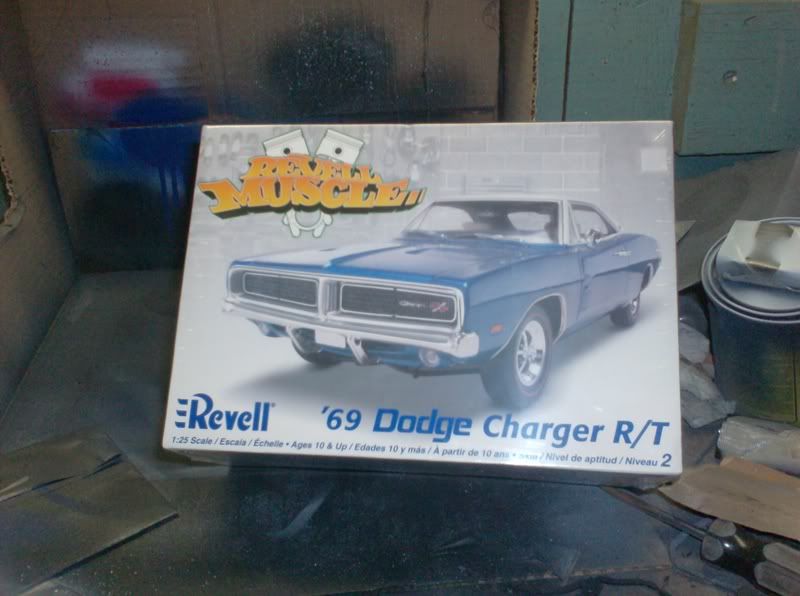 REVELL
MUSCLE
Revell® '69 Dodge Charger R/T
1:25 Scale / Escala / Échelle • Ages 10 & Up / Edades 10 y más / À partir de 10 ans • Skill / Nivel de aptitud / Niveau 2